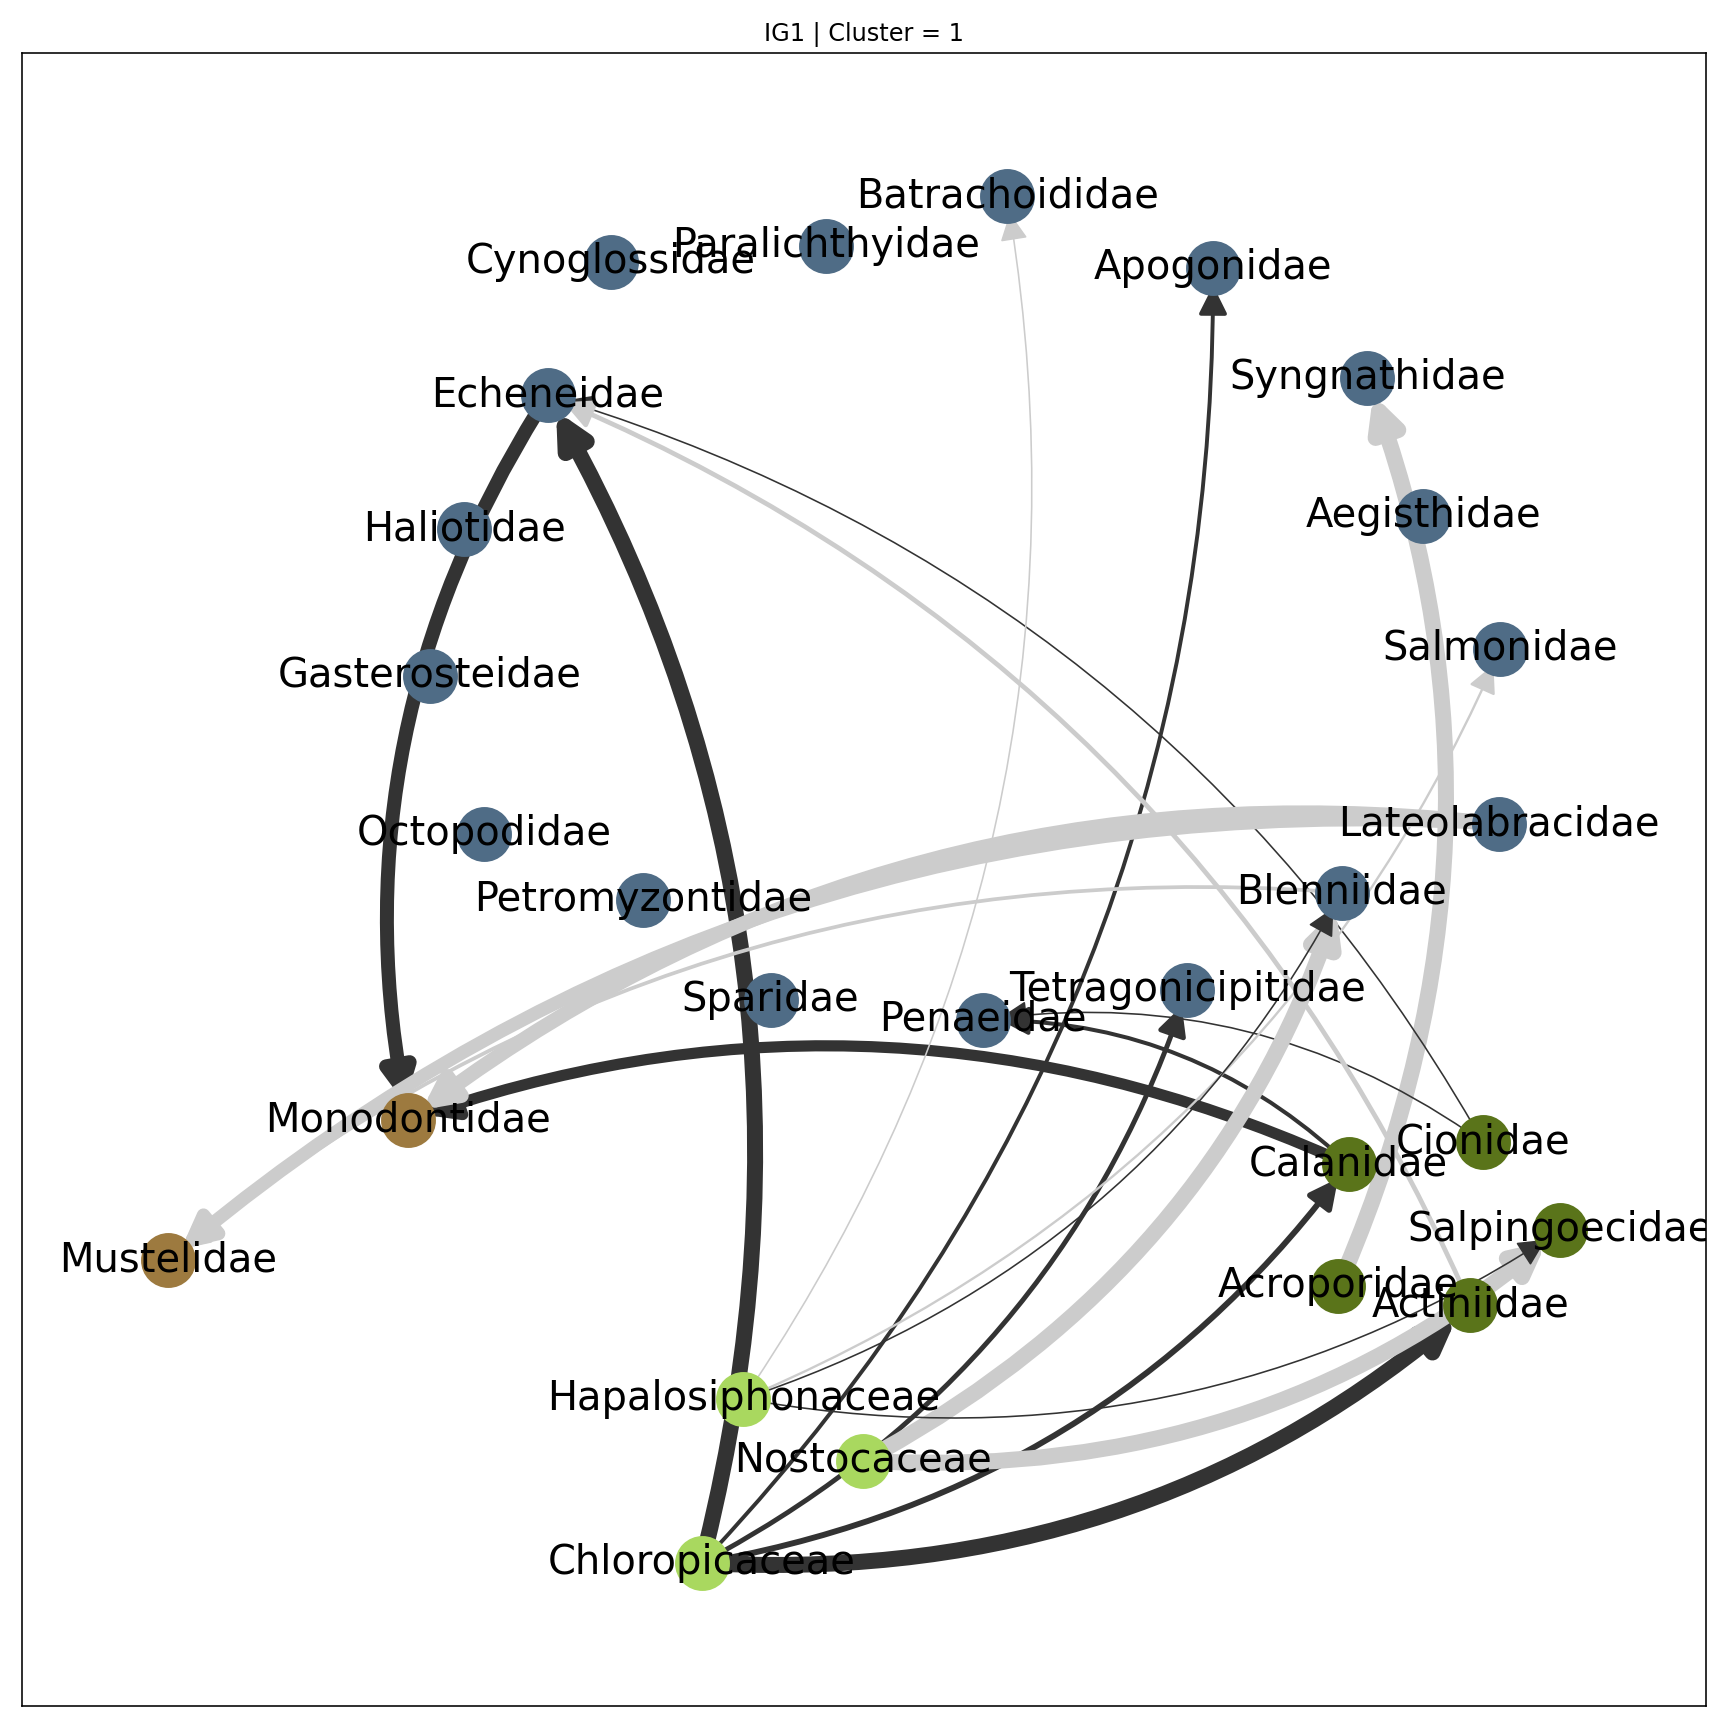 IG1 | Cluster = 1
Batrachoididae
Paralichthyidae
Cynoglossidae
Apogonidae
Syngnathidae
Echeneidae
Aegisthidae
Haliotidae
Salmonidae
Gasterosteidae
Lateolabracidae
Octopodidae
Blenniidae
Petromyzontidae
Tetragonicipitidae
Sparidae
Penaeidae
Monodontidae
Cionidae
Calanidae
Salpingoecidae
Mustelidae
Acroporidae
Actiniidae
Hapalosiphonaceae
Nostocaceae
Chloropicaceae